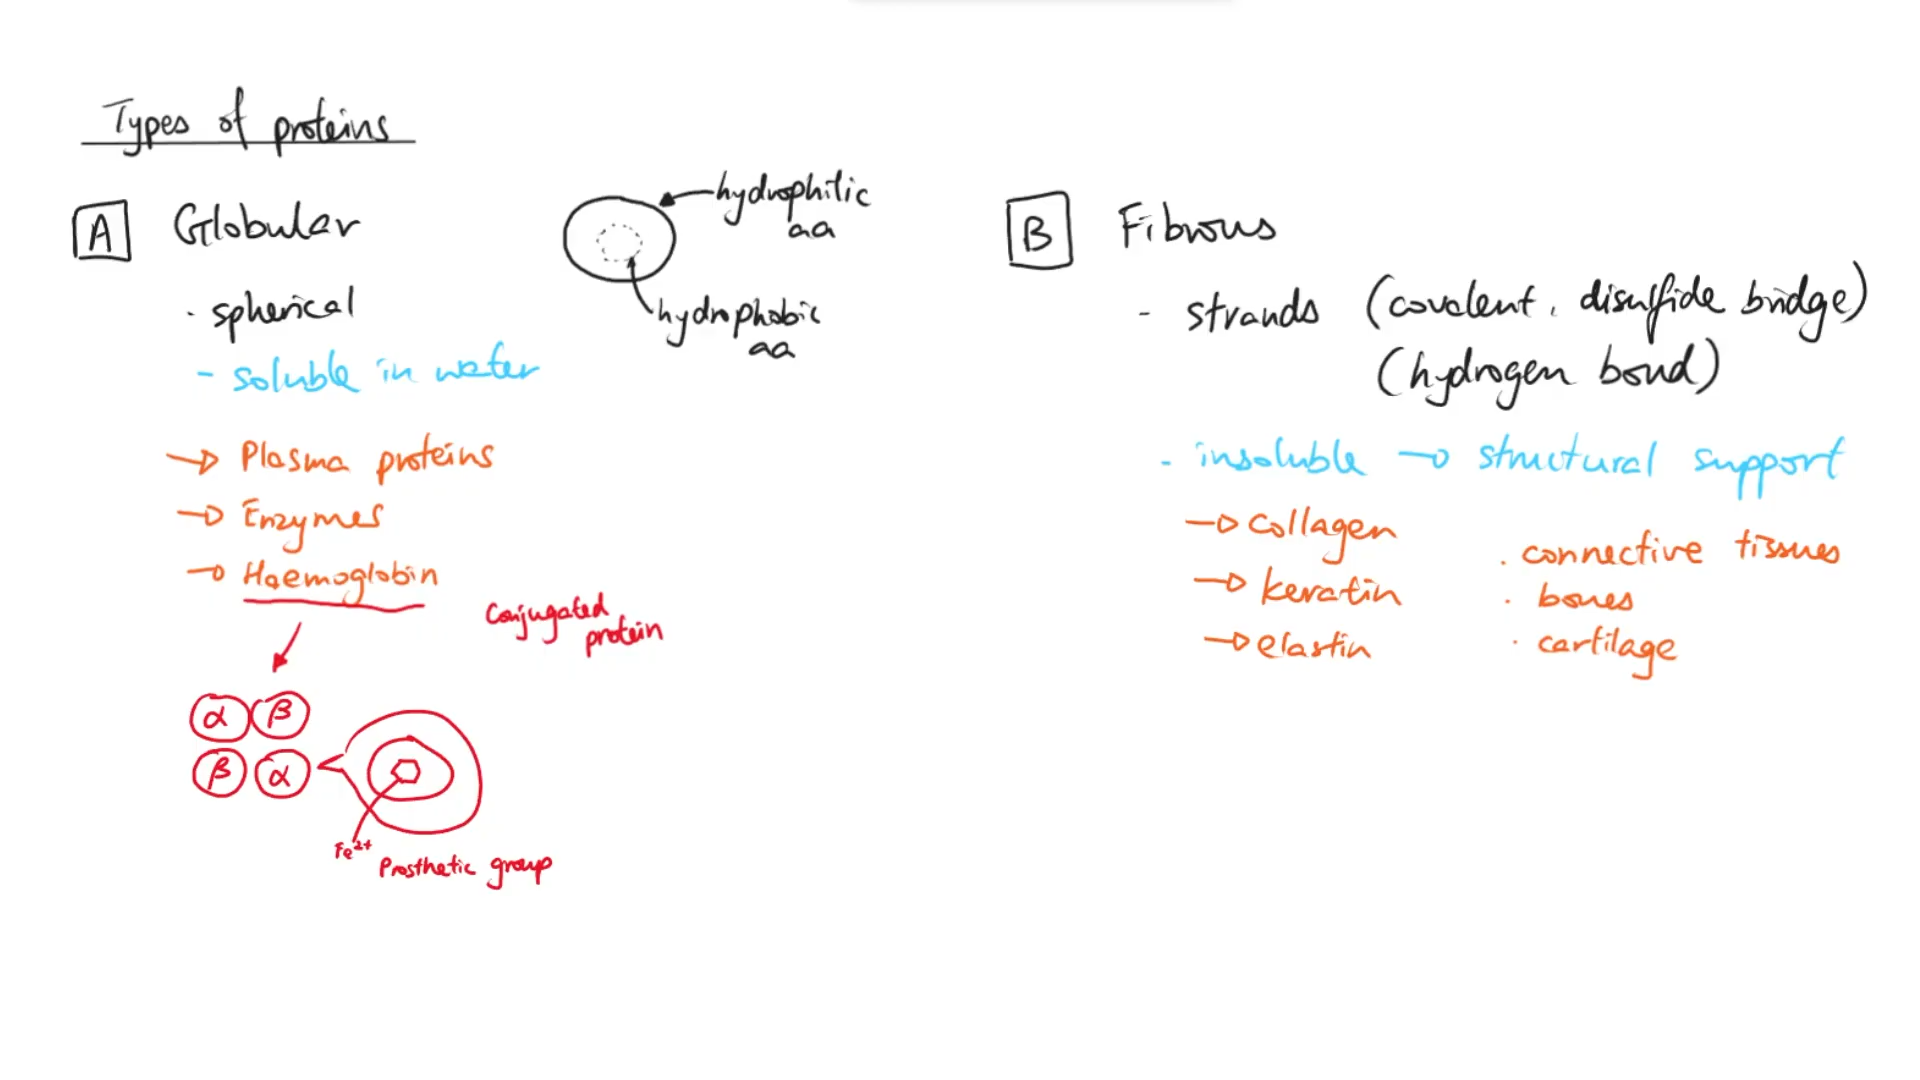 Types of proteins
A Globular
hydrophilic
aa
hydrophobic
aa
· spherical
- soluble in water
→ Plasma proteins
→ Enzymes
→ Haemoglobin
Conjugated
protein
α β
β α
Fe²⁺
Prosthetic group
B Fibrous
- strands (covalent, disulfide bridge)
(hydrogen bond)
- insoluble → structural support
→ collagen
→ keratin
→ elastin
· connective tissues
· bones
· cartilage